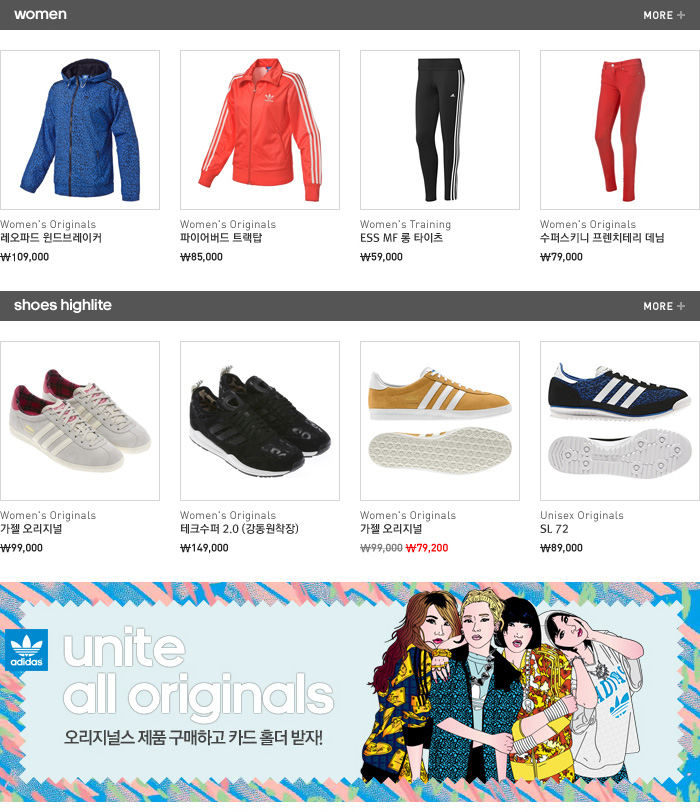 women
MORE +
Women's Originals
레오파드 윈드브레이커
₩109,000
Women's Originals
파이어버드 트랙탑
₩85,000
Women's Training
ESS MF 롱 타이츠
₩59,000
Women's Originals
수퍼스키니 프렌치테리 데님
₩79,000
shoes highlite
MORE +
Women's Originals
가젤 오리지널
₩99,000
Women's Originals
테크수퍼 2.0 (강동원착장)
₩149,000
Women's Originals
가젤 오리지널
₩99,000 ₩79,200
Unisex Originals
SL 72
₩89,000
adidas
unite
all originals
오리지널스 제품 구매하고 카드 홀더 받자!